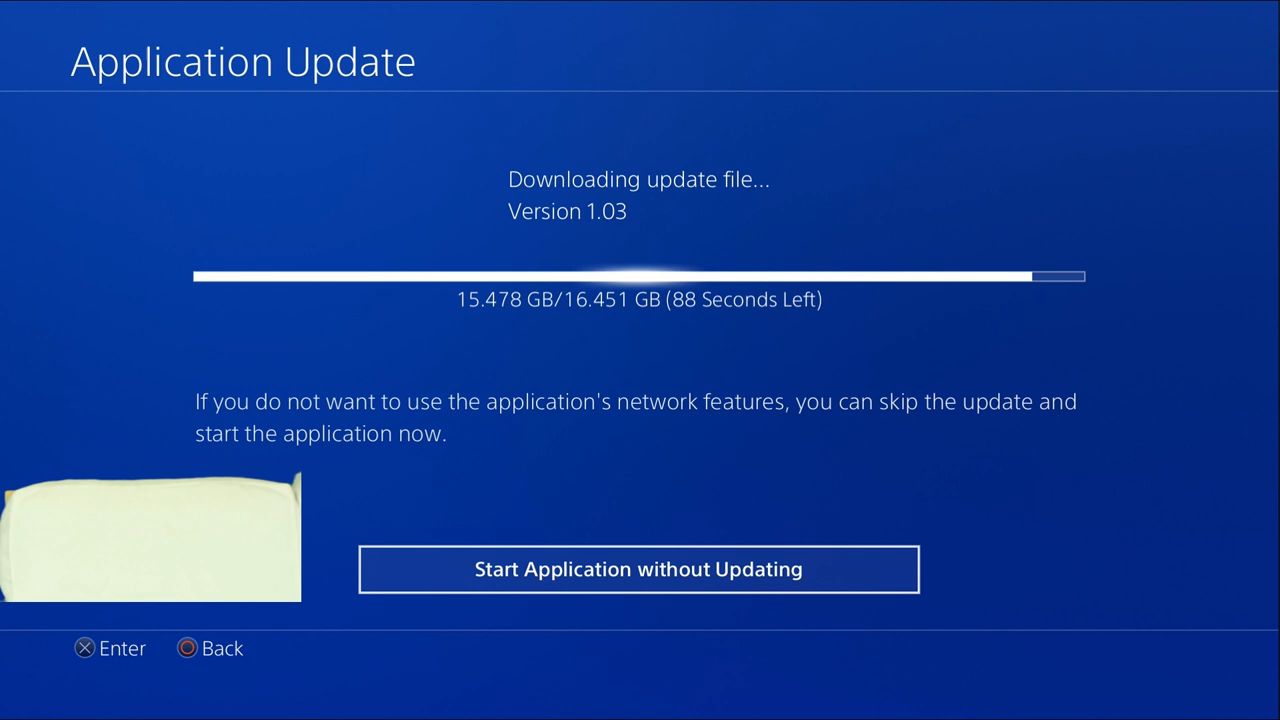 Application Update
Downloading update file...
Version 1.03
15.478 GB/16.451 GB (88 Seconds Left)
If you do not want to use the application's network features, you can skip the update and
start the application now.
Start Application without Updating
Enter Back